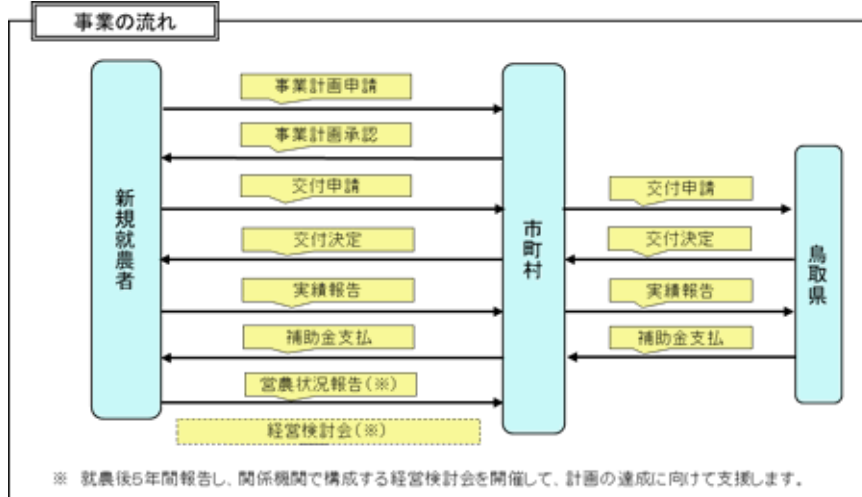 事業の流れ
新規就農者
市町村
鳥取県
事業計画申請
事業計画承認
交付申請
交付決定
実績報告
補助金支払
営農状況報告(※)
経営検討会(※)
交付申請
交付決定
実績報告
補助金支払
※ 就農後5年間報告し、関係機関で構成する経営検討会を開催して、計画の達成に向けて支援します。